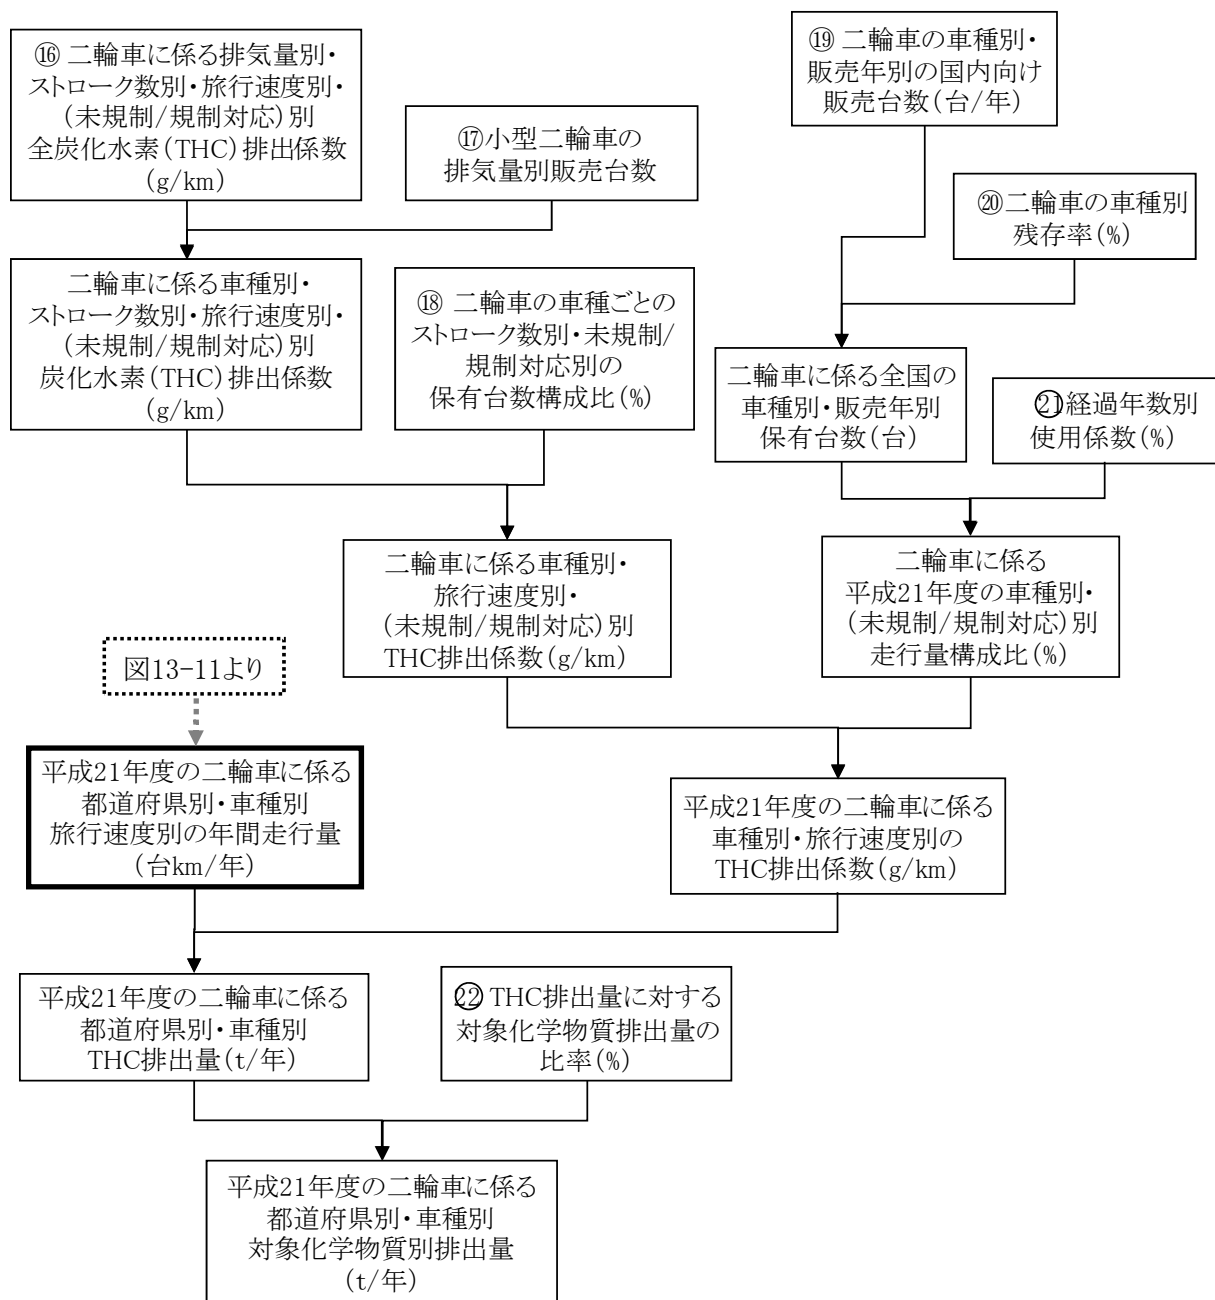 ⑯ 二輪車に係る排気量別・
ストローク数別・旅行速度別・
(未規制/規制対応)別
全炭化水素(THC)排出係数
(g/km)
⑰小型二輪車の
排気量別販売台数
⑲ 二輪車の車種別・
販売年別の国内向け
販売台数(台/年)
⑳二輪車の車種別
残存率(%)
二輪車に係る車種別・
ストローク数別・旅行速度別・
(未規制/規制対応)別
炭化水素(THC)排出係数
(g/km)
⑱ 二輪車の車種ごとの
ストローク数別・未規制/
規制対応別の
保有台数構成比(%)
二輪車に係る全国の
車種別・販売年別
保有台数(台)
㉑経過年数別
使用係数(%)
二輪車に係る車種別・
旅行速度別・
(未規制/規制対応)別
THC排出係数(g/km)
二輪車に係る
平成21年度の車種別・
(未規制/規制対応)別
走行量構成比(%)
図13-11より
平成21年度の二輪車に係る
都道府県別・車種別
旅行速度別の年間走行量
(台km/年)
平成21年度の二輪車に係る
車種別・旅行速度別の
THC排出係数(g/km)
平成21年度の二輪車に係る
都道府県別・車種別
THC排出量(t/年)
㉒ THC排出量に対する
対象化学物質排出量の
比率(%)
平成21年度の二輪車に係る
都道府県別・車種別
対象化学物質別排出量
(t/年)